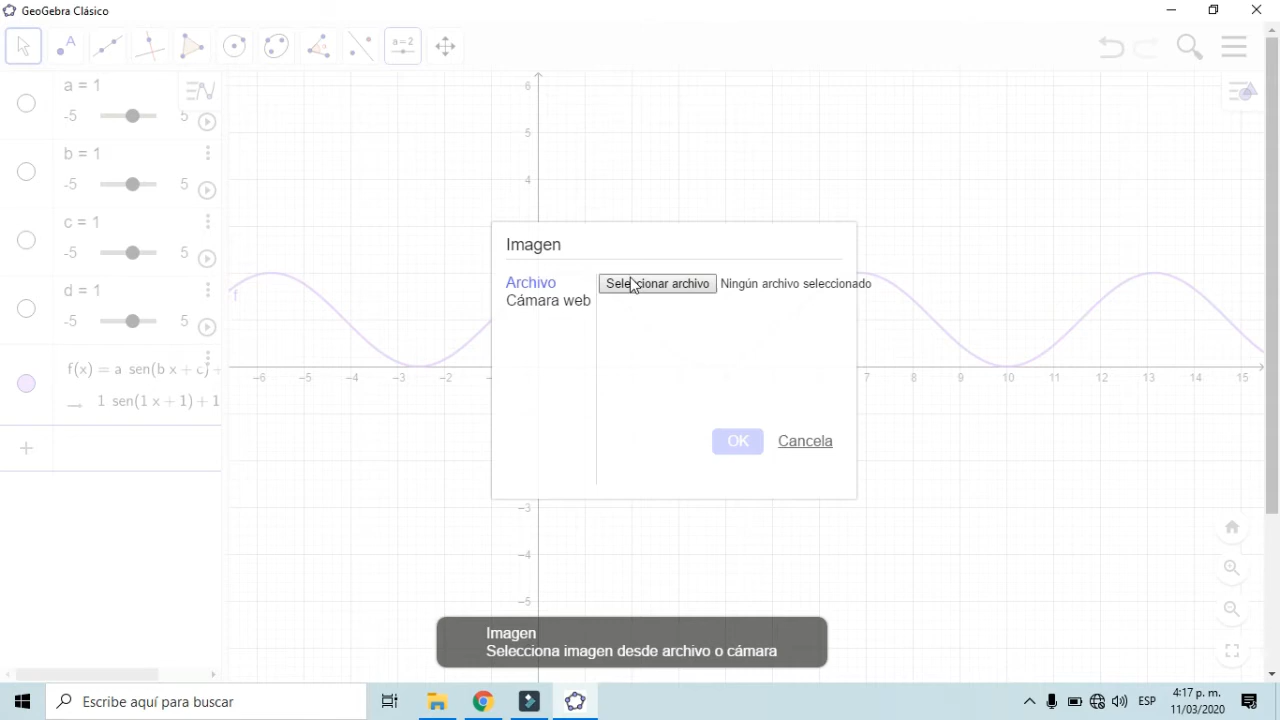 GeoGebra Clásico
a=2
a = 1
-5
5
b = 1
-5
5
c = 1
-5
5
d = 1
-5
5
f(x) = a sen(b x + c) +
→ 1 sen(1 x + 1) + 1
f
6
5
4
-3
-4
-5
-6 -5 -4 -3 -2 7 8 9 10 11 12 13 14 15
Imagen
Archivo Seleccionar archivo Ningún archivo seleccionado
Cámara web
OK Cancela
Imagen
Selecciona imagen desde archivo o cámara
Escribe aquí para buscar
ESP
4:17 p. m.
11/03/2020